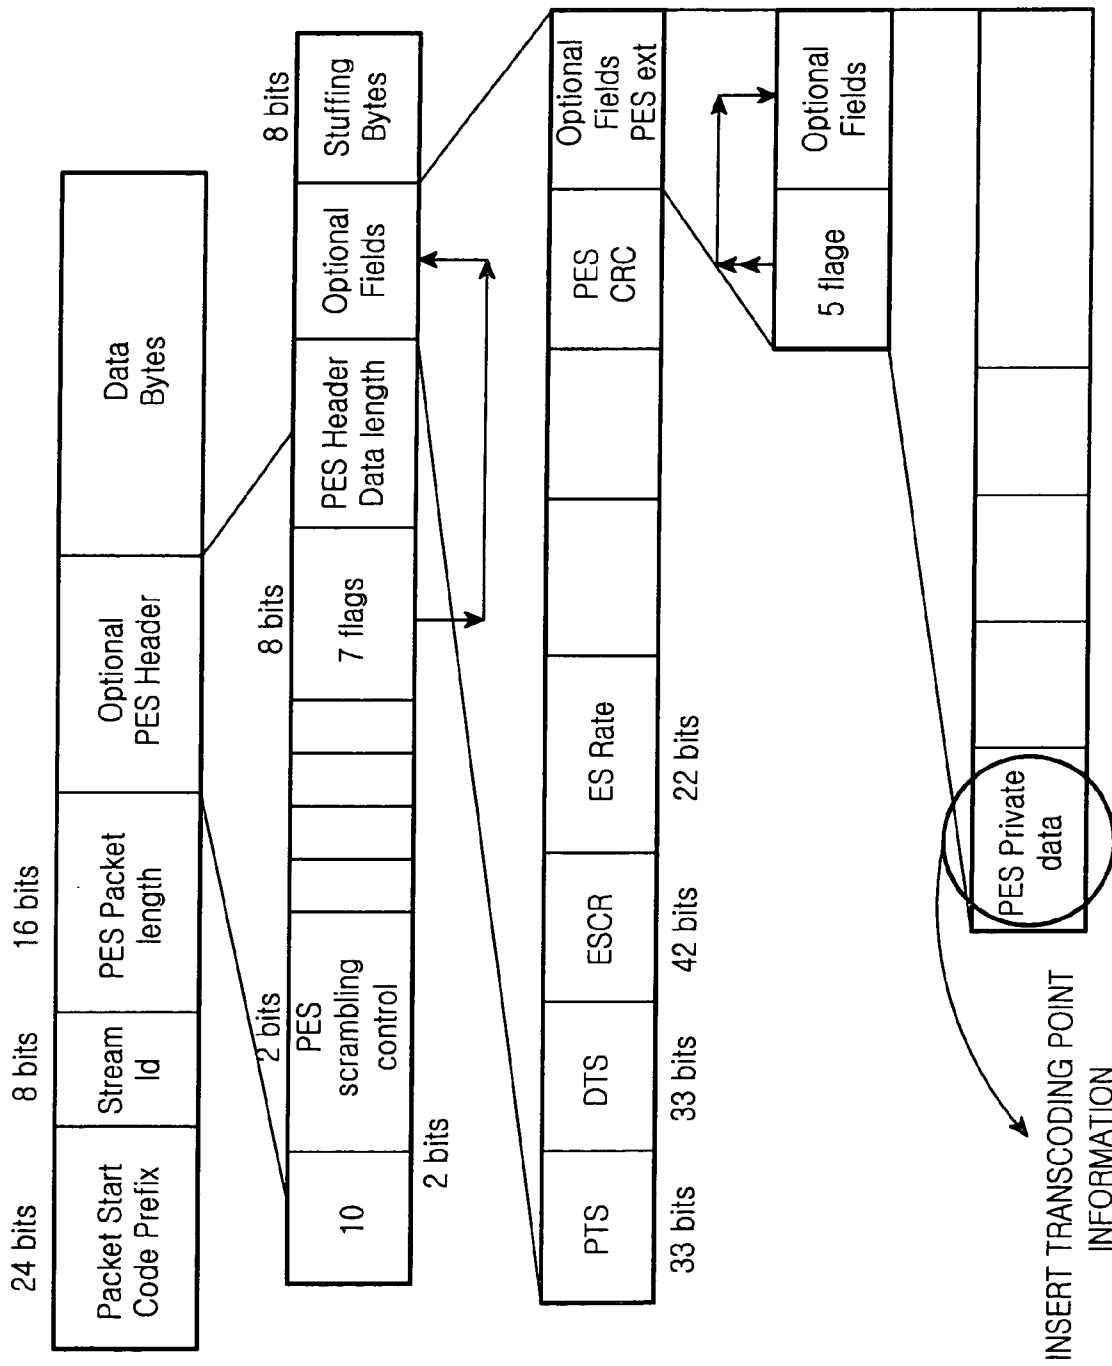 24 bits
8 bits
16 bits
Packet Start
Code Prefix
Stream
Id
PES Packet
length
Optional
PES Header
Data
Bytes
2 bits
8 bits
8 bits
10
PES
scrambling
control
7 flags
PES Header
Data length
Optional
Fields
Stuffing
Bytes
2 bits
PTS
DTS
ESCR
ES Rate
PES
CRC
Optional
Fields
PES ext
33 bits
33 bits
42 bits
22 bits
5 flage
Optional
Fields
PES Private
data
INSERT TRANSCODING POINT
INFORMATION